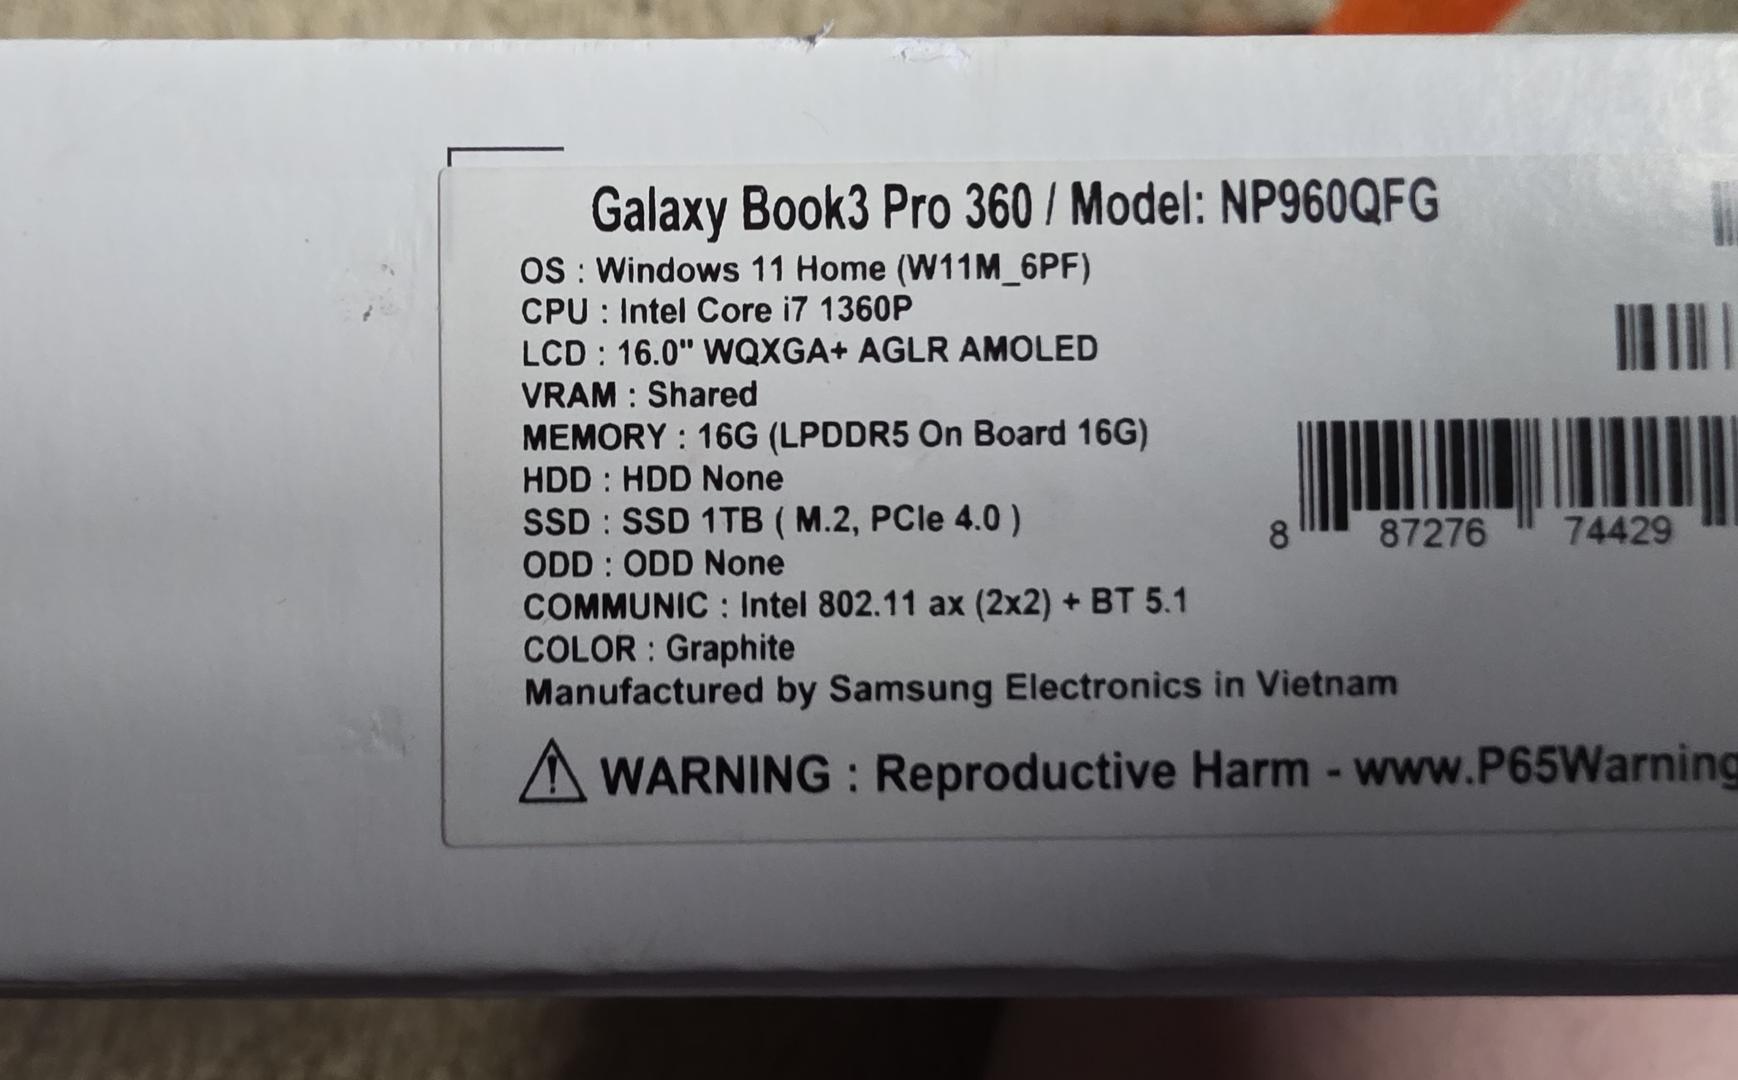 Galaxy Book3 Pro 360 / Model: NP960QFG
OS : Windows 11 Home (W11M_6PF)
CPU : Intel Core i7 1360P
LCD : 16.0" WQXGA+ AGLR AMOLED
VRAM : Shared
MEMORY : 16G (LPDDR5 On Board 16G)
HDD : HDD None
SSD : SSD 1TB ( M.2, PCIe 4.0 )
ODD : ODD None
COMMUNIC : Intel 802.11 ax (2x2) + BT 5.1
COLOR : Graphite
Manufactured by Samsung Electronics in Vietnam
8 87276 74429
WARNING : Reproductive Harm - www.P65Warning